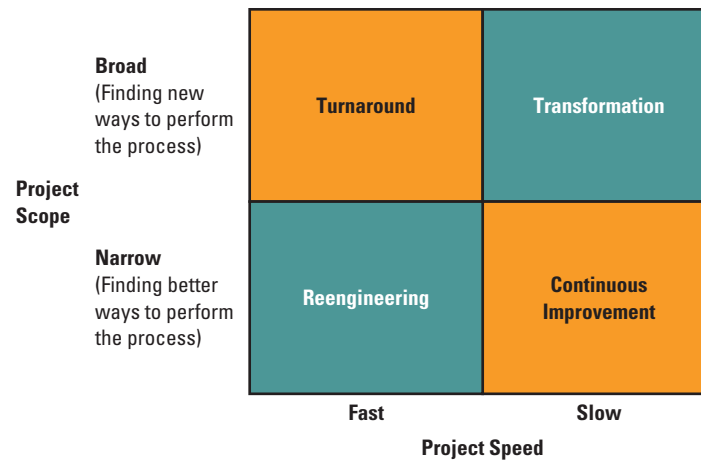 Broad
(Finding new
ways to perform
the process)
Turnaround
Transformation
Project
Scope
Narrow
(Finding better
ways to perform
the process)
Reengineering
Continuous
Improvement
Fast
Slow
Project Speed